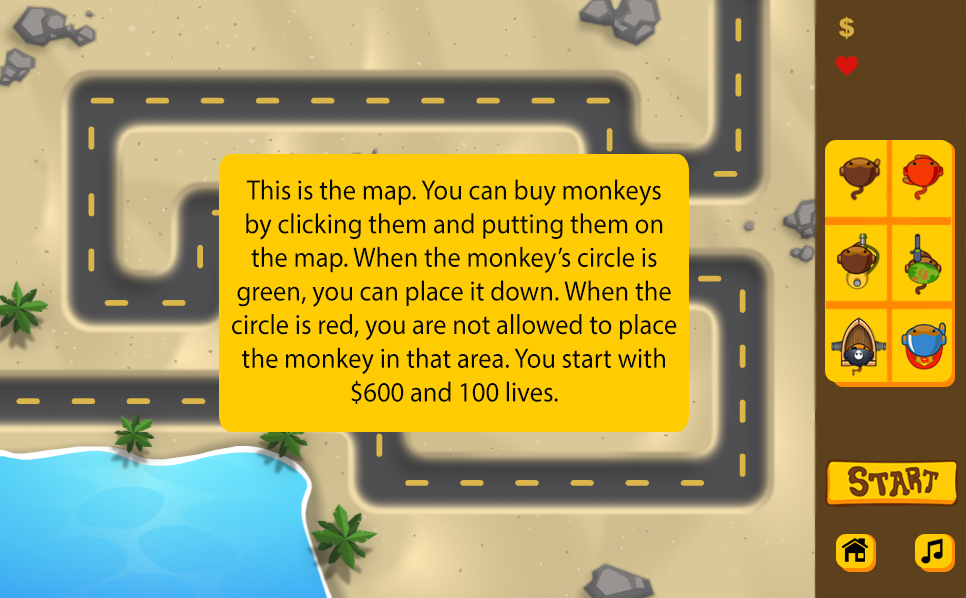 $
This is the map. You can buy monkeys
by clicking them and putting them on
the map. When the monkey’s circle is
green, you can place it down. When the
circle is red, you are not allowed to place
the monkey in that area. You start with
$600 and 100 lives.
START